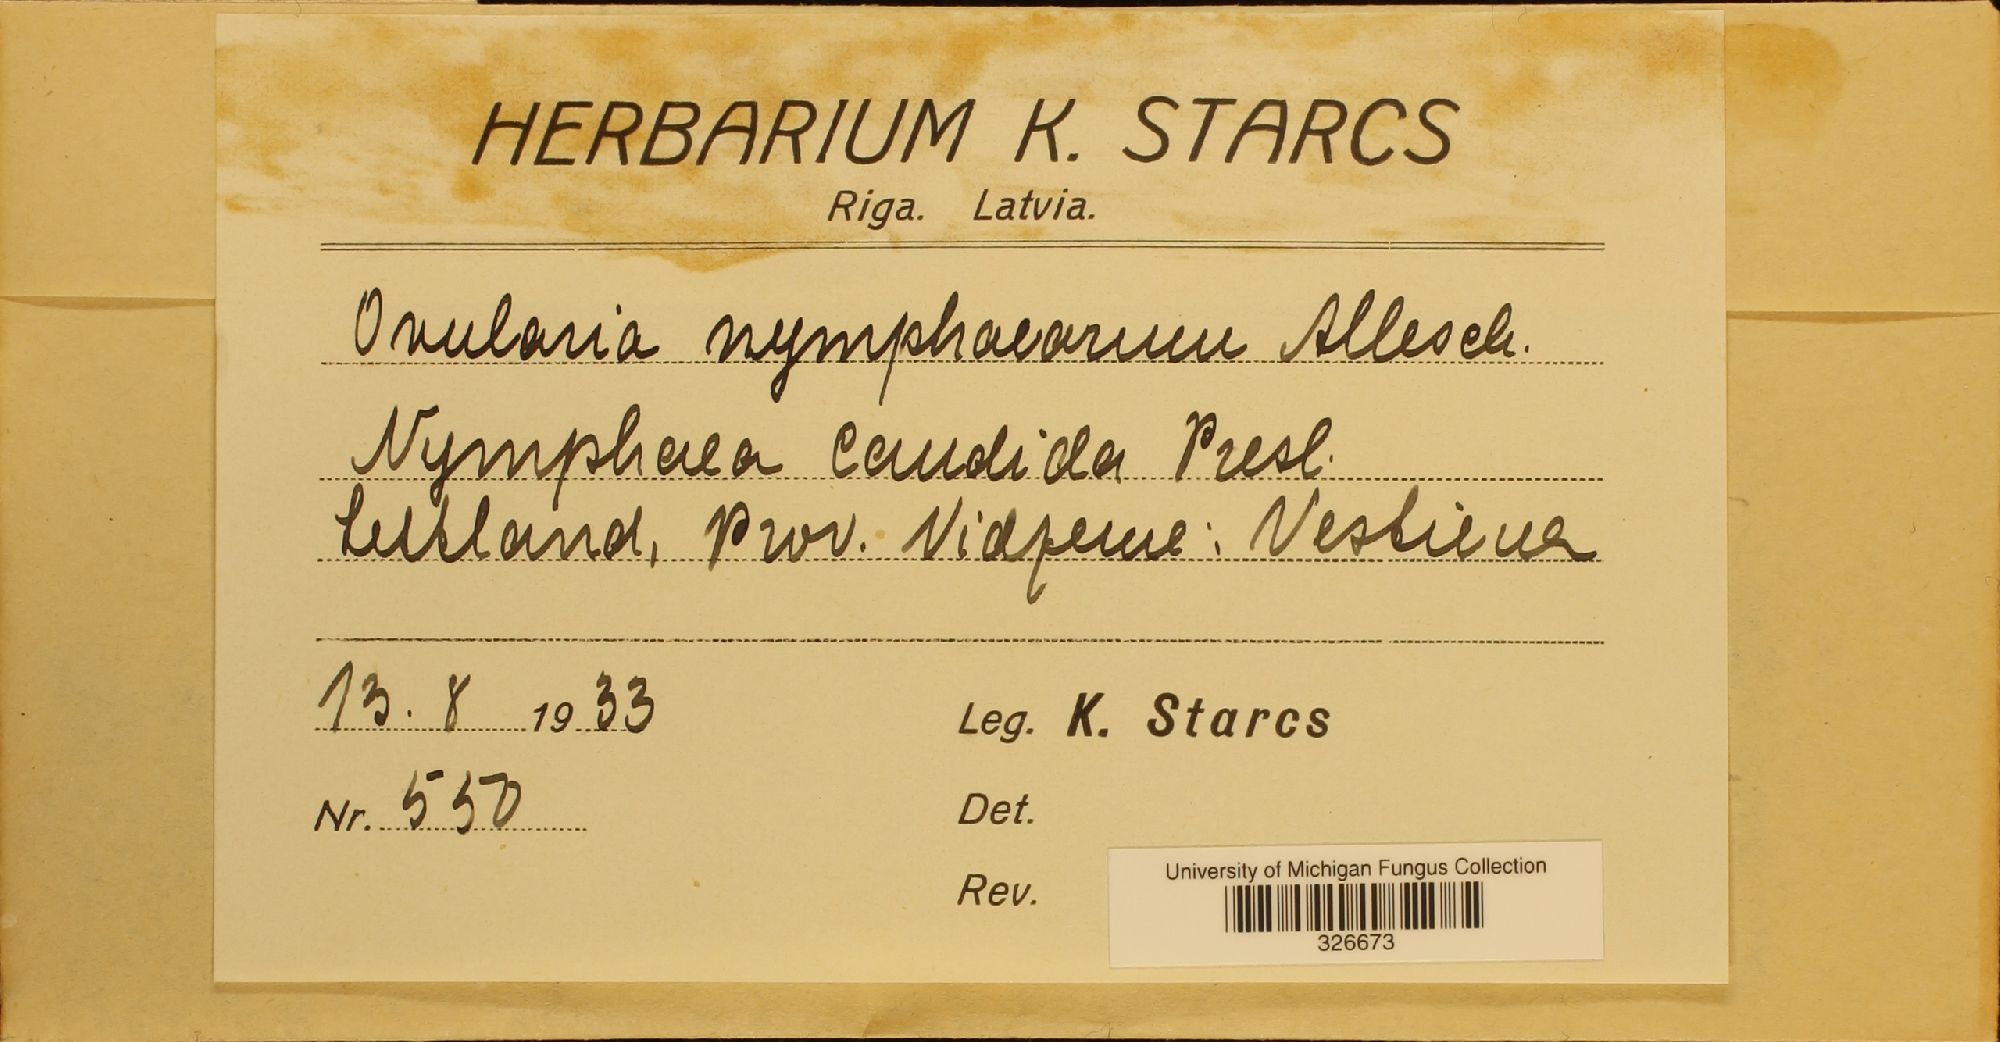 HERBARIUM K. STARCS
Riga. Latvia.
Ovularia nymphaearum Allesch.
Nymphaea candida Presl.
Lettland, Prov. Vidzeme: Vestiena
13. 8 1933
Leg. K. Starcs
Nr. 550
Det.
Rev.
University of Michigan Fungus Collection
326673